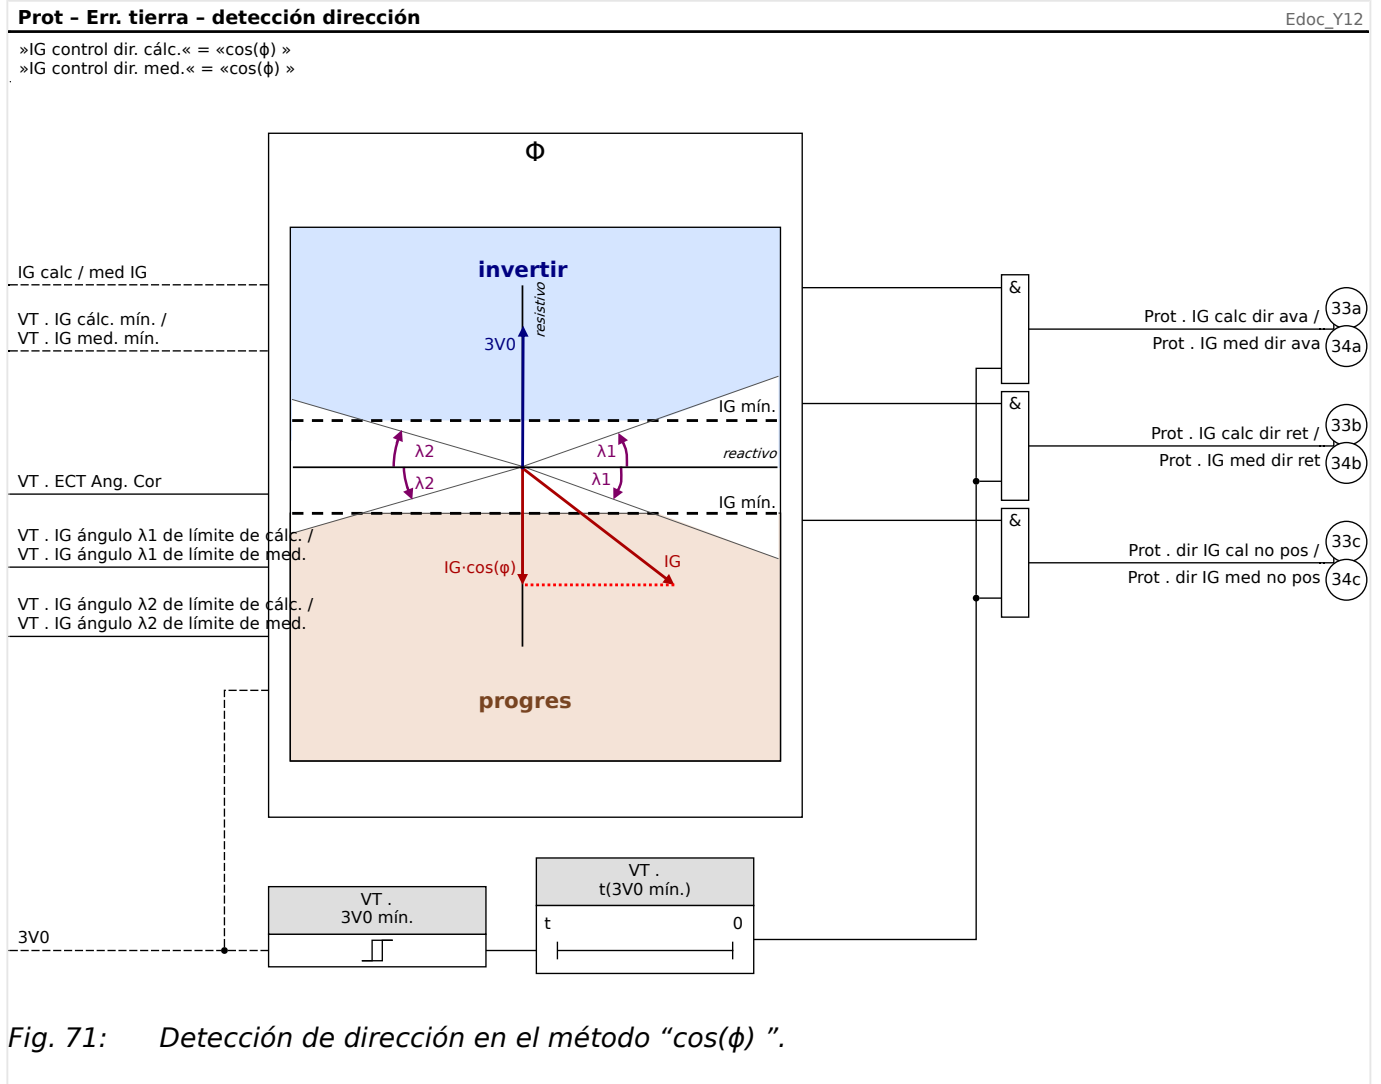 Prot – Err. tierra – detección dirección
Edoc_Y12
»IG control dir. cálc.« = «cos(ϕ) »
»IG control dir. med.« = «cos(ϕ) »
Φ
invertir
resistivo
3V0
IG calc / med IG
VT . IG cálc. mín. /
VT . IG med. mín.
IG mín.
λ2
λ1
reactivo
λ2
λ1
IG mín.
VT . ECT Ang. Cor
VT . IG ángulo λ1 de límite de cálc. /
VT . IG ángulo λ1 de límite de med.
IG·cos(φ)
IG
VT . IG ángulo λ2 de límite de cálc. /
VT . IG ángulo λ2 de límite de med.
progres
&
Prot . IG calc dir ava /
33a
Prot . IG med dir ava
34a
&
Prot . IG calc dir ret /
33b
Prot . IG med dir ret
34b
&
Prot . dir IG cal no pos /
33c
Prot . dir IG med no pos
34c
3V0
VT .
3V0 mín.
VT .
t(3V0 mín.)
t
0
Fig. 71: Detección de dirección en el método “cos(ϕ) ”.